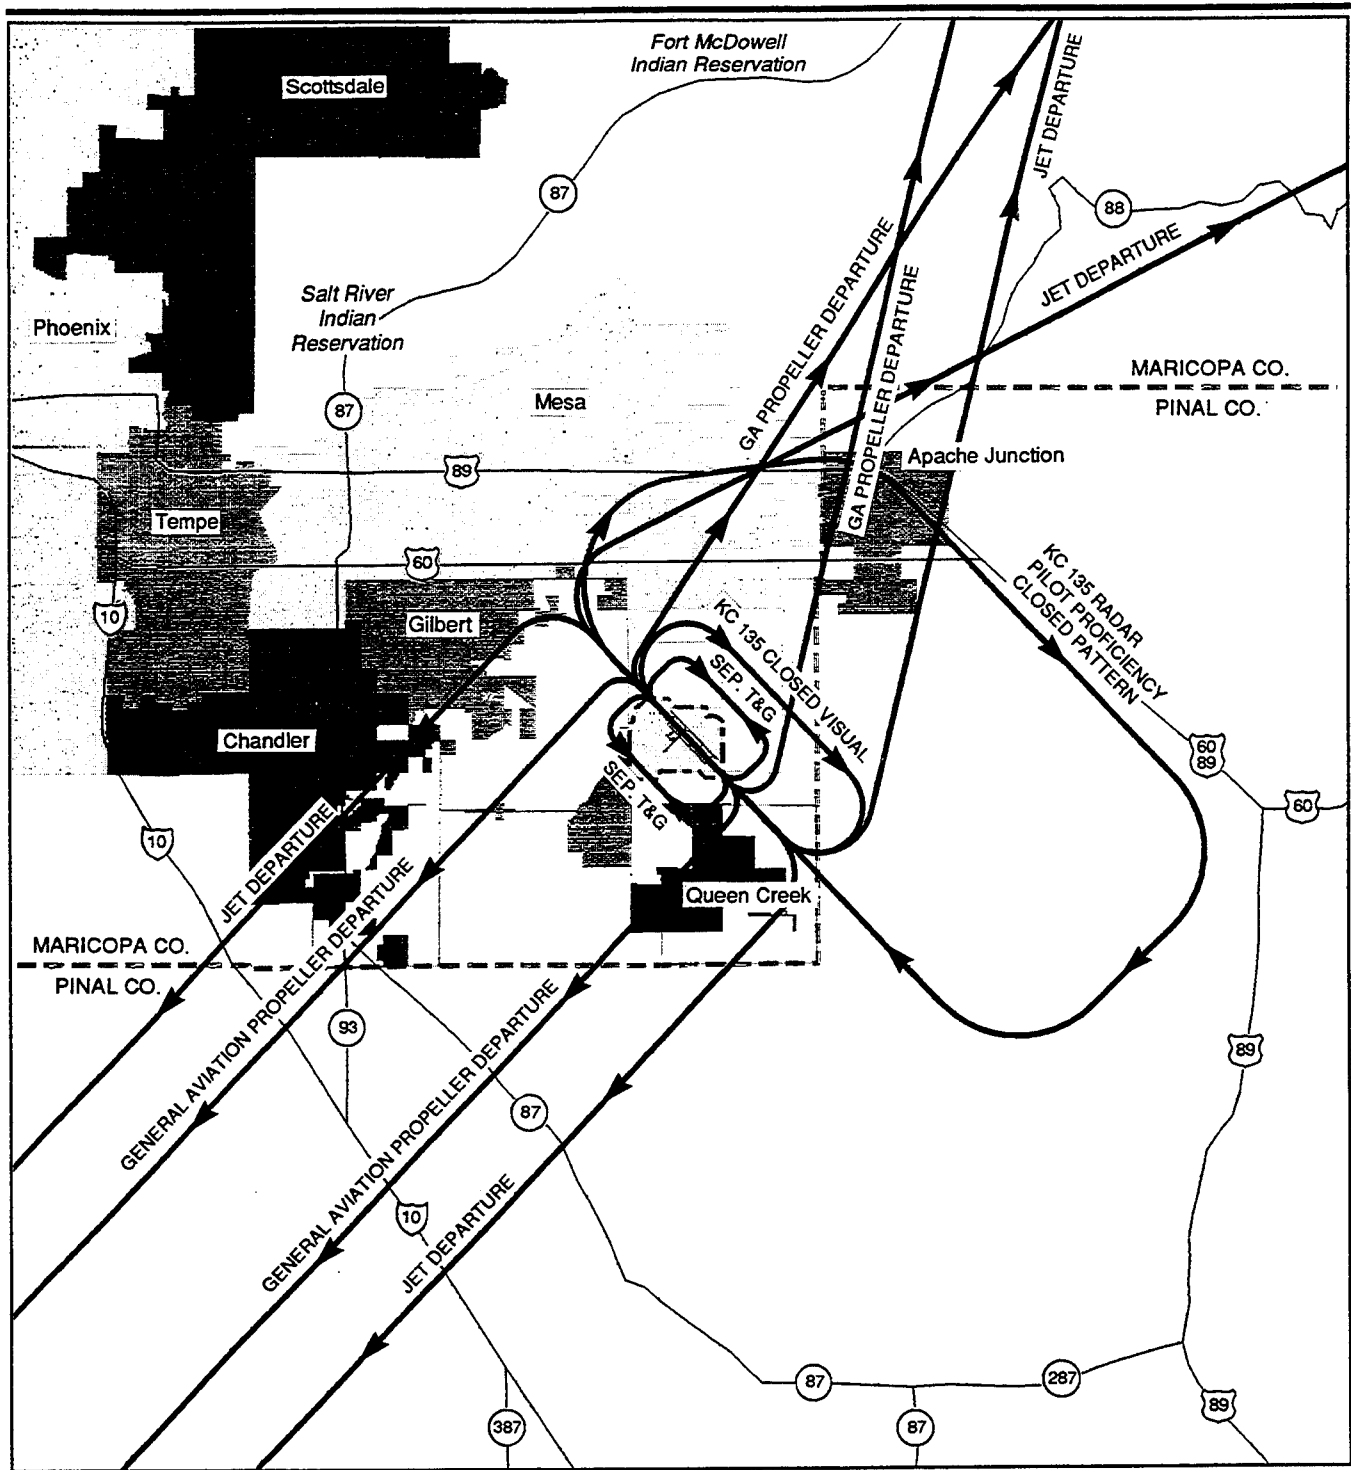 Fort McDowell
Indian Reservation
Scottsdale
87
88
JET DEPARTURE
JET DEPARTURE
GA PROPELLER DEPARTURE
GA PROPELLER DEPARTURE
Salt River
Indian
Reservation
Phoenix
87
Mesa
MARICOPA CO.
PINAL CO.
89
Apache Junction
Tempe
60
KC 135 RADAR
PILOT PROFICIENCY
CLOSED PATTERN
10
Gilbert
KC 135 CLOSED VISUAL
SEP. T&G
SEP. T&G
Chandler
60
89
60
10
JET DEPARTURE
Queen Creek
MARICOPA CO.
PINAL CO.
GENERAL AVIATION PROPELLER DEPARTURE
93
GENERAL AVIATION PROPELLER DEPARTURE
89
87
10
JET DEPARTURE
87
287
89
387
87